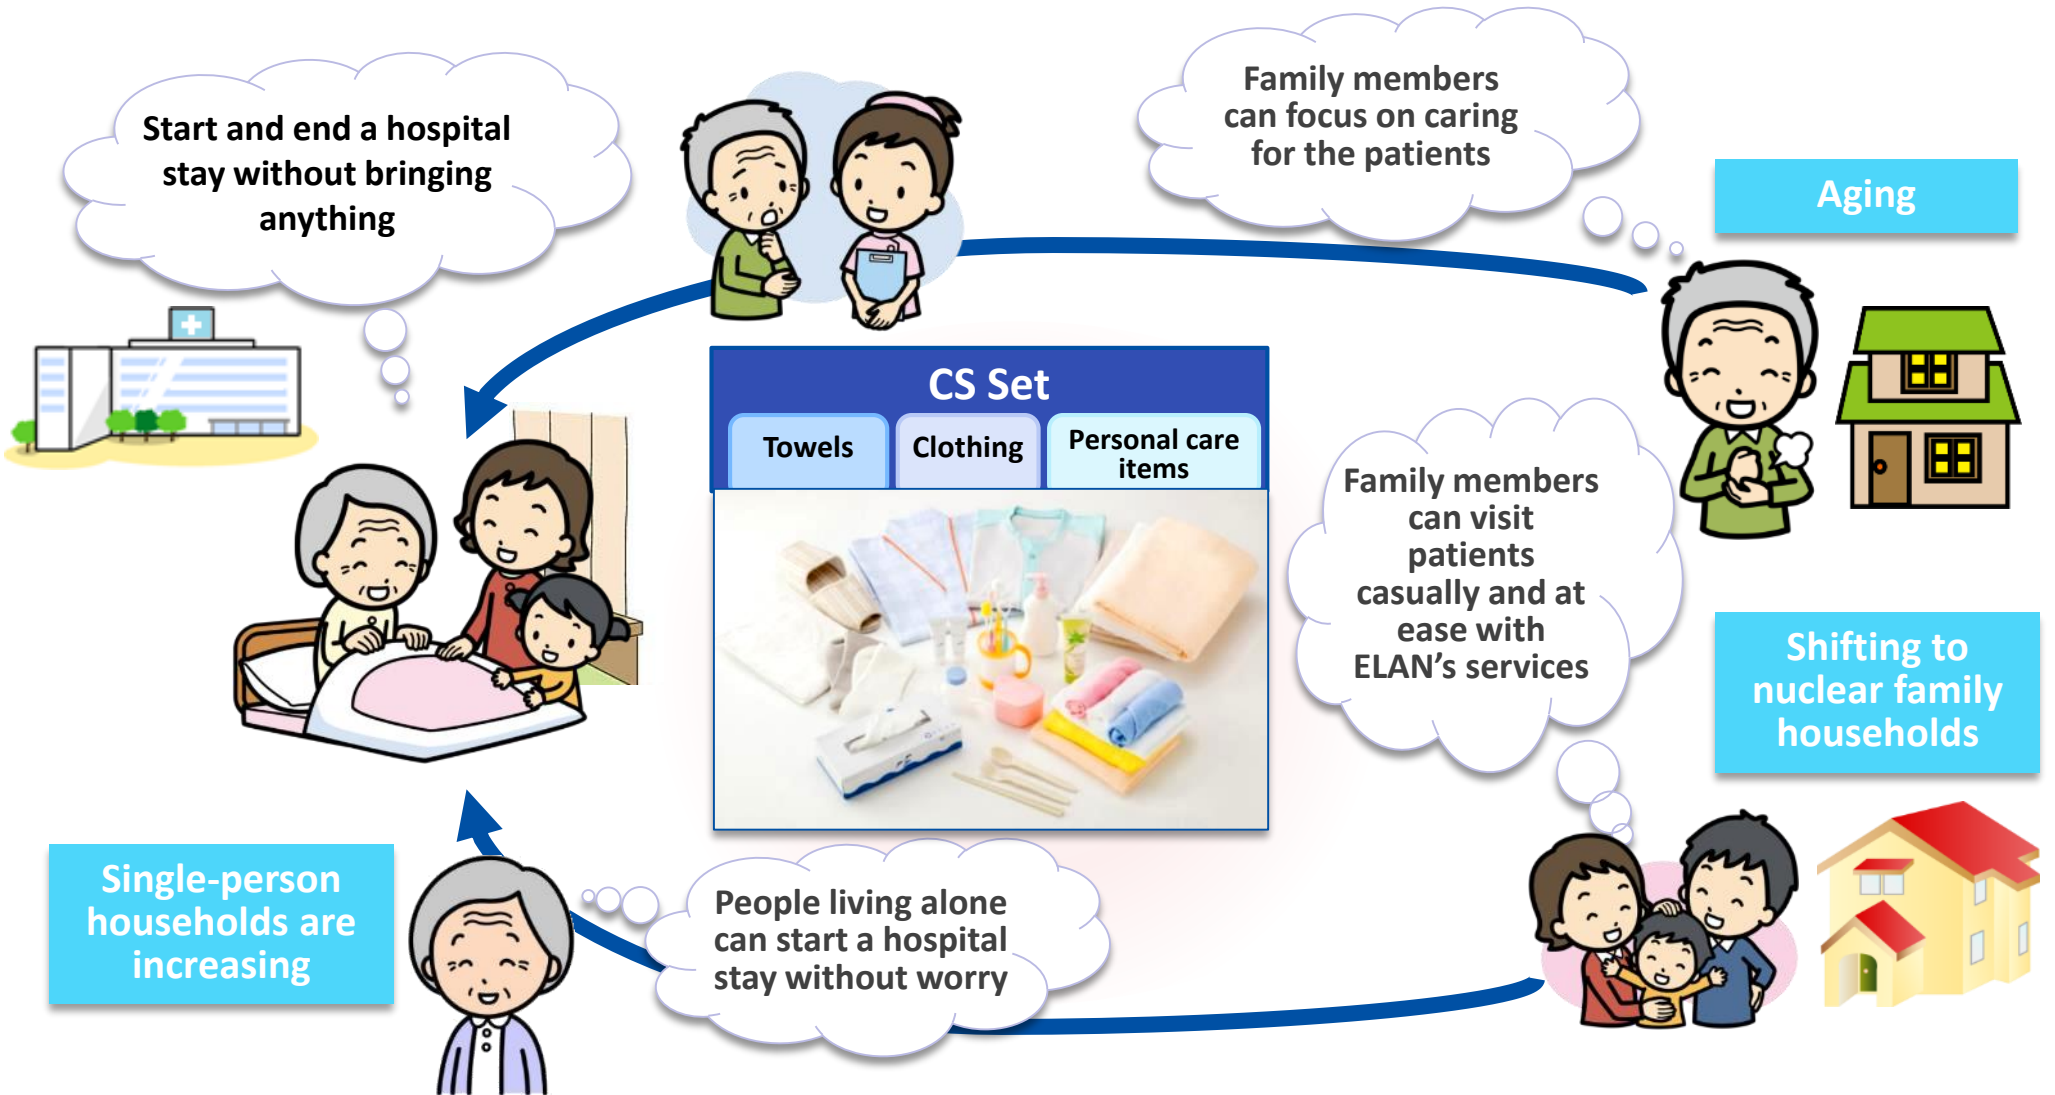 Start and end a hospital
stay without bringing
anything
Family members
can focus on caring
for the patients
Aging
CS Set
Towels
Clothing
Personal care
items
Family members
can visit
patients
casually and at
ease with
ELAN's services
Shifting to
nuclear family
households
Single-person
households are
increasing
People living alone
can start a hospital
stay without worry